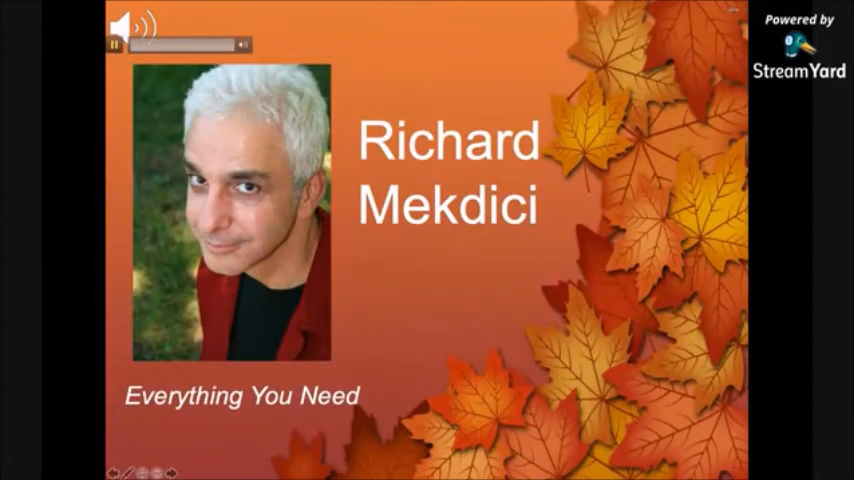 Powered by
StreamYard
Richard
Mekdici
Everything You Need